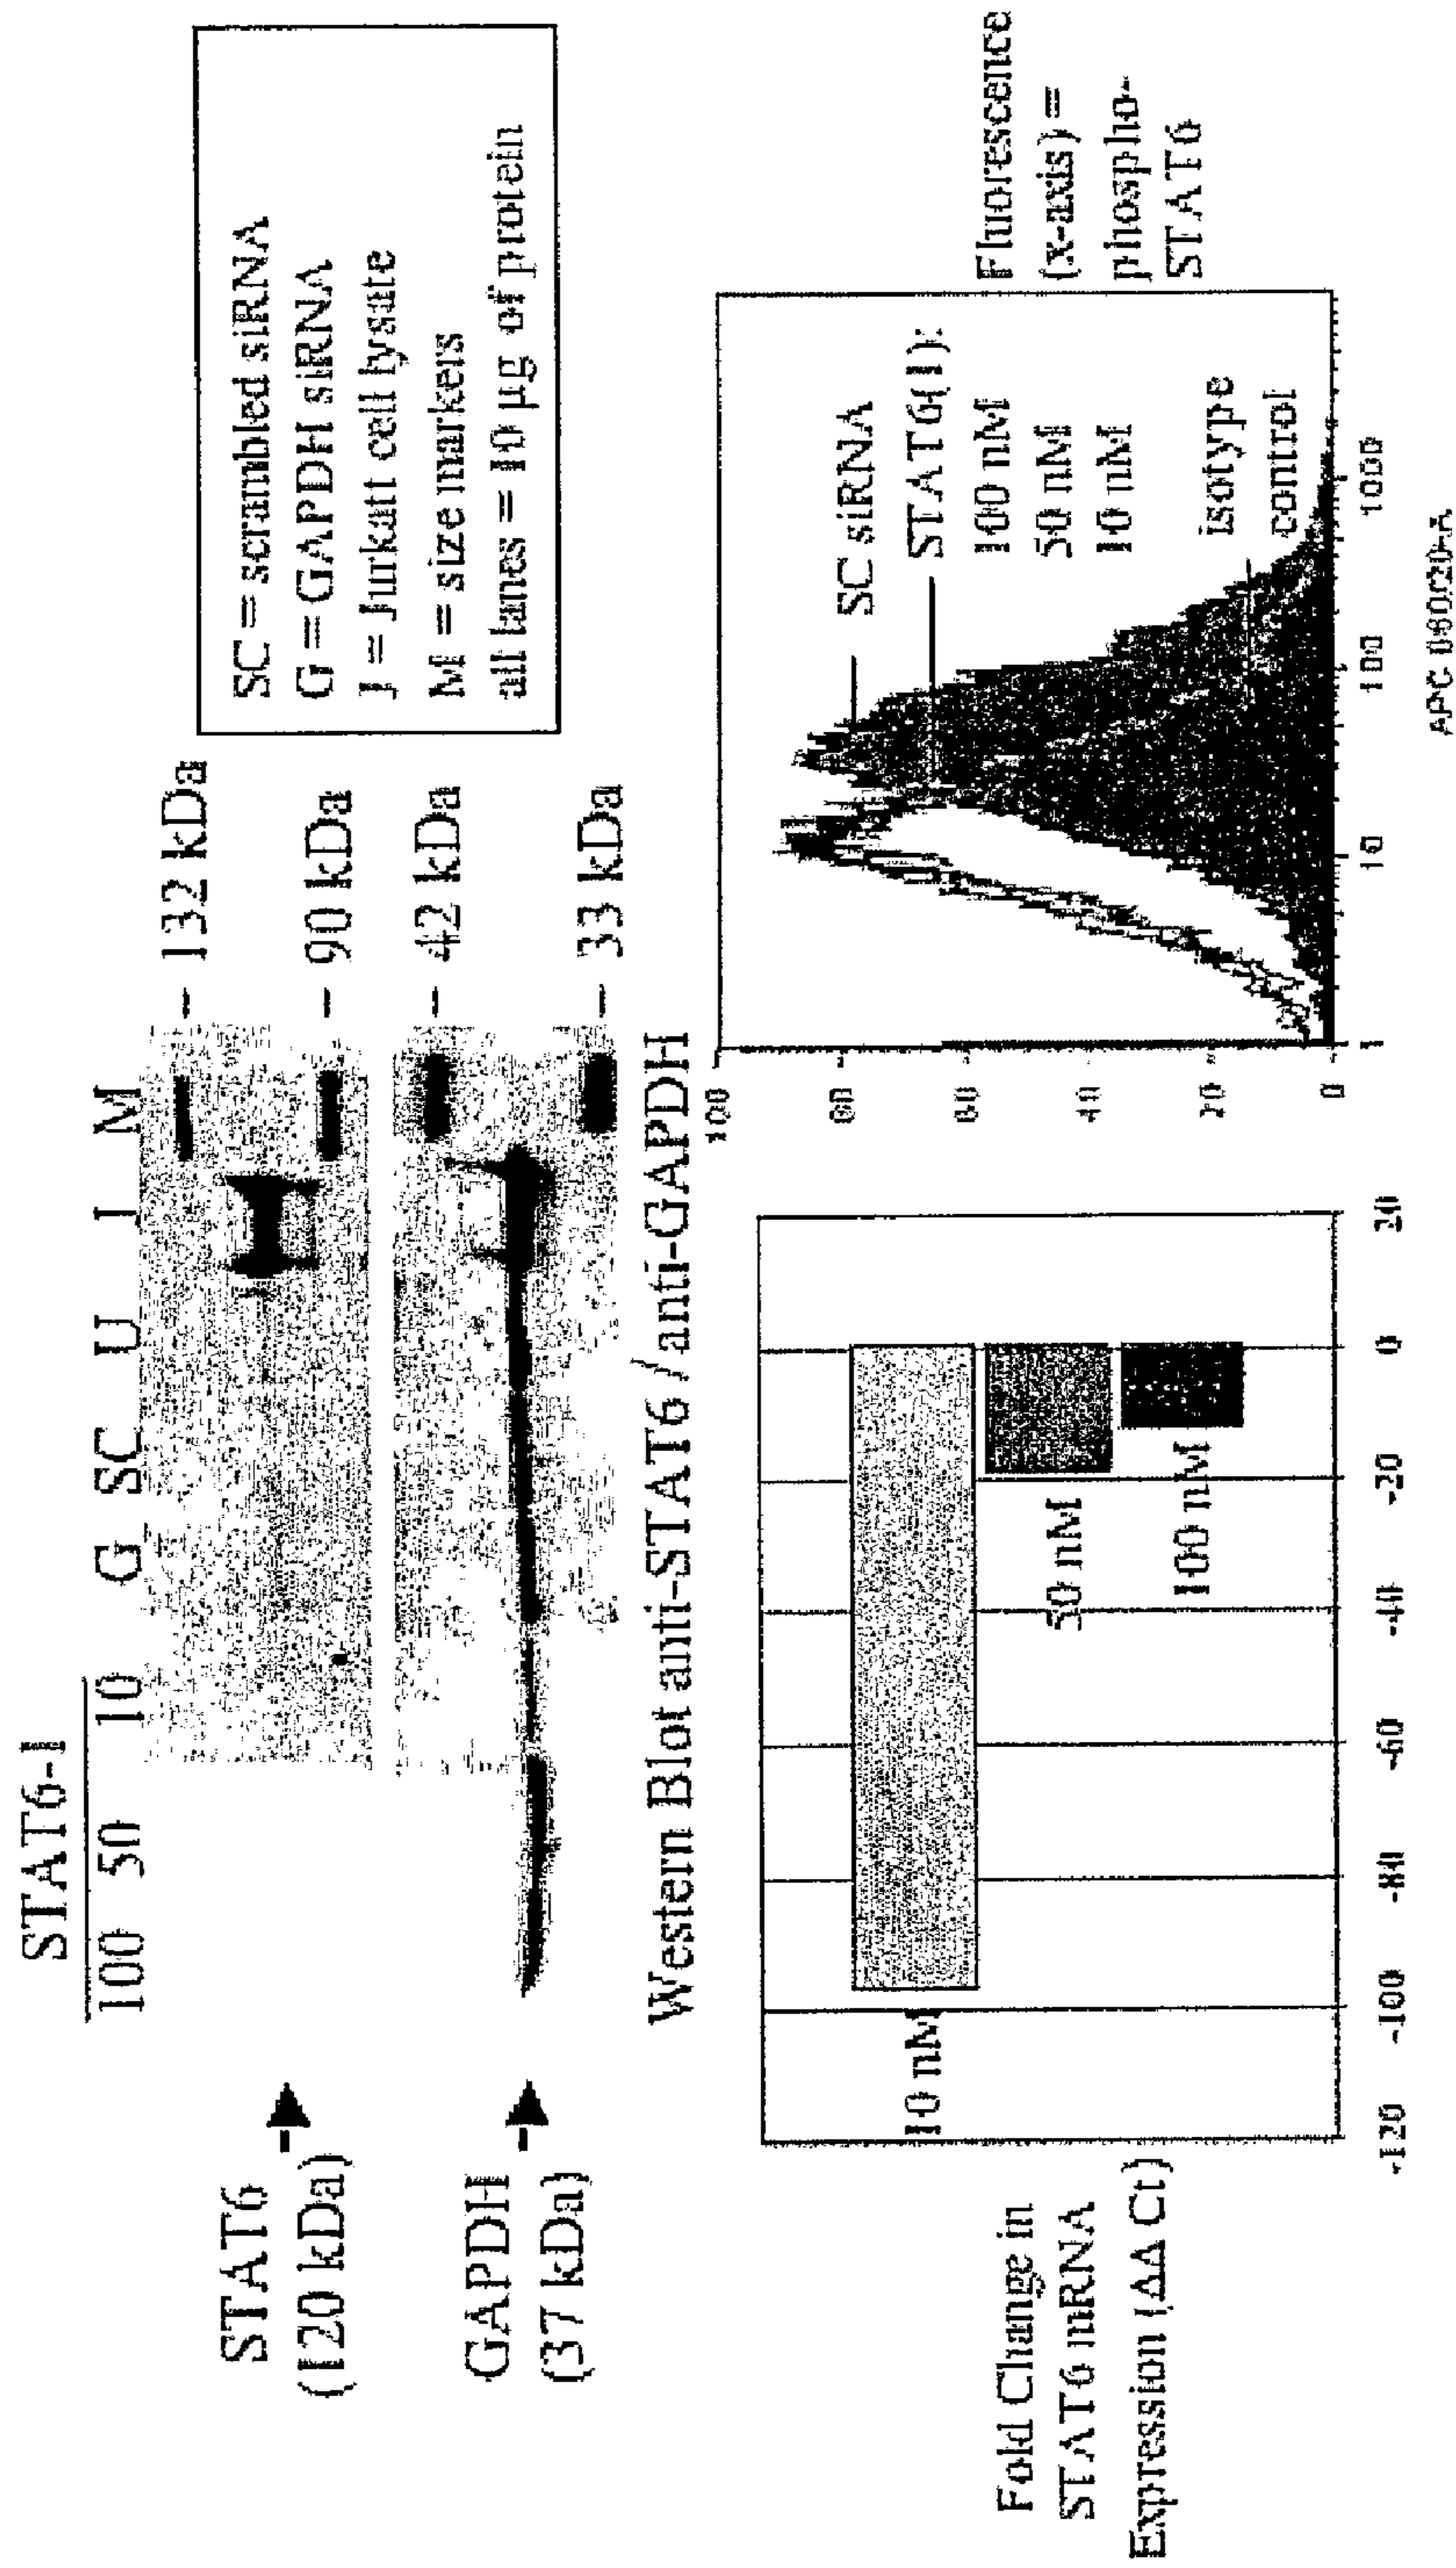 STAT6-1
100 50 10 G SC U J M
STAT6
(120 kDa)
GAPDH
(37 kDa)
– 132 kDa
– 90 kDa
– 42 kDa
– 33 kDa
SC = scrambled siRNA
G = GAPDH siRNA
J = Jurkatt cell lysate
M = size markers
all lanes = 10 µg of protein
Western Blot anti-STAT6 / anti-GAPDH
Fold Change in
STAT6 mRNA
Expression (ΔΔ Ct)
10 nM
50 nM
100 nM
-120 -100 -80 -60 -40 -20 0 20
100
80
60
40
20
0
1 10 100 1000
SC siRNA
STAT6(1):
100 nM
50 nM
10 nM
isotype
control
Fluorescence
(x-axis) =
phospho-
STAT6